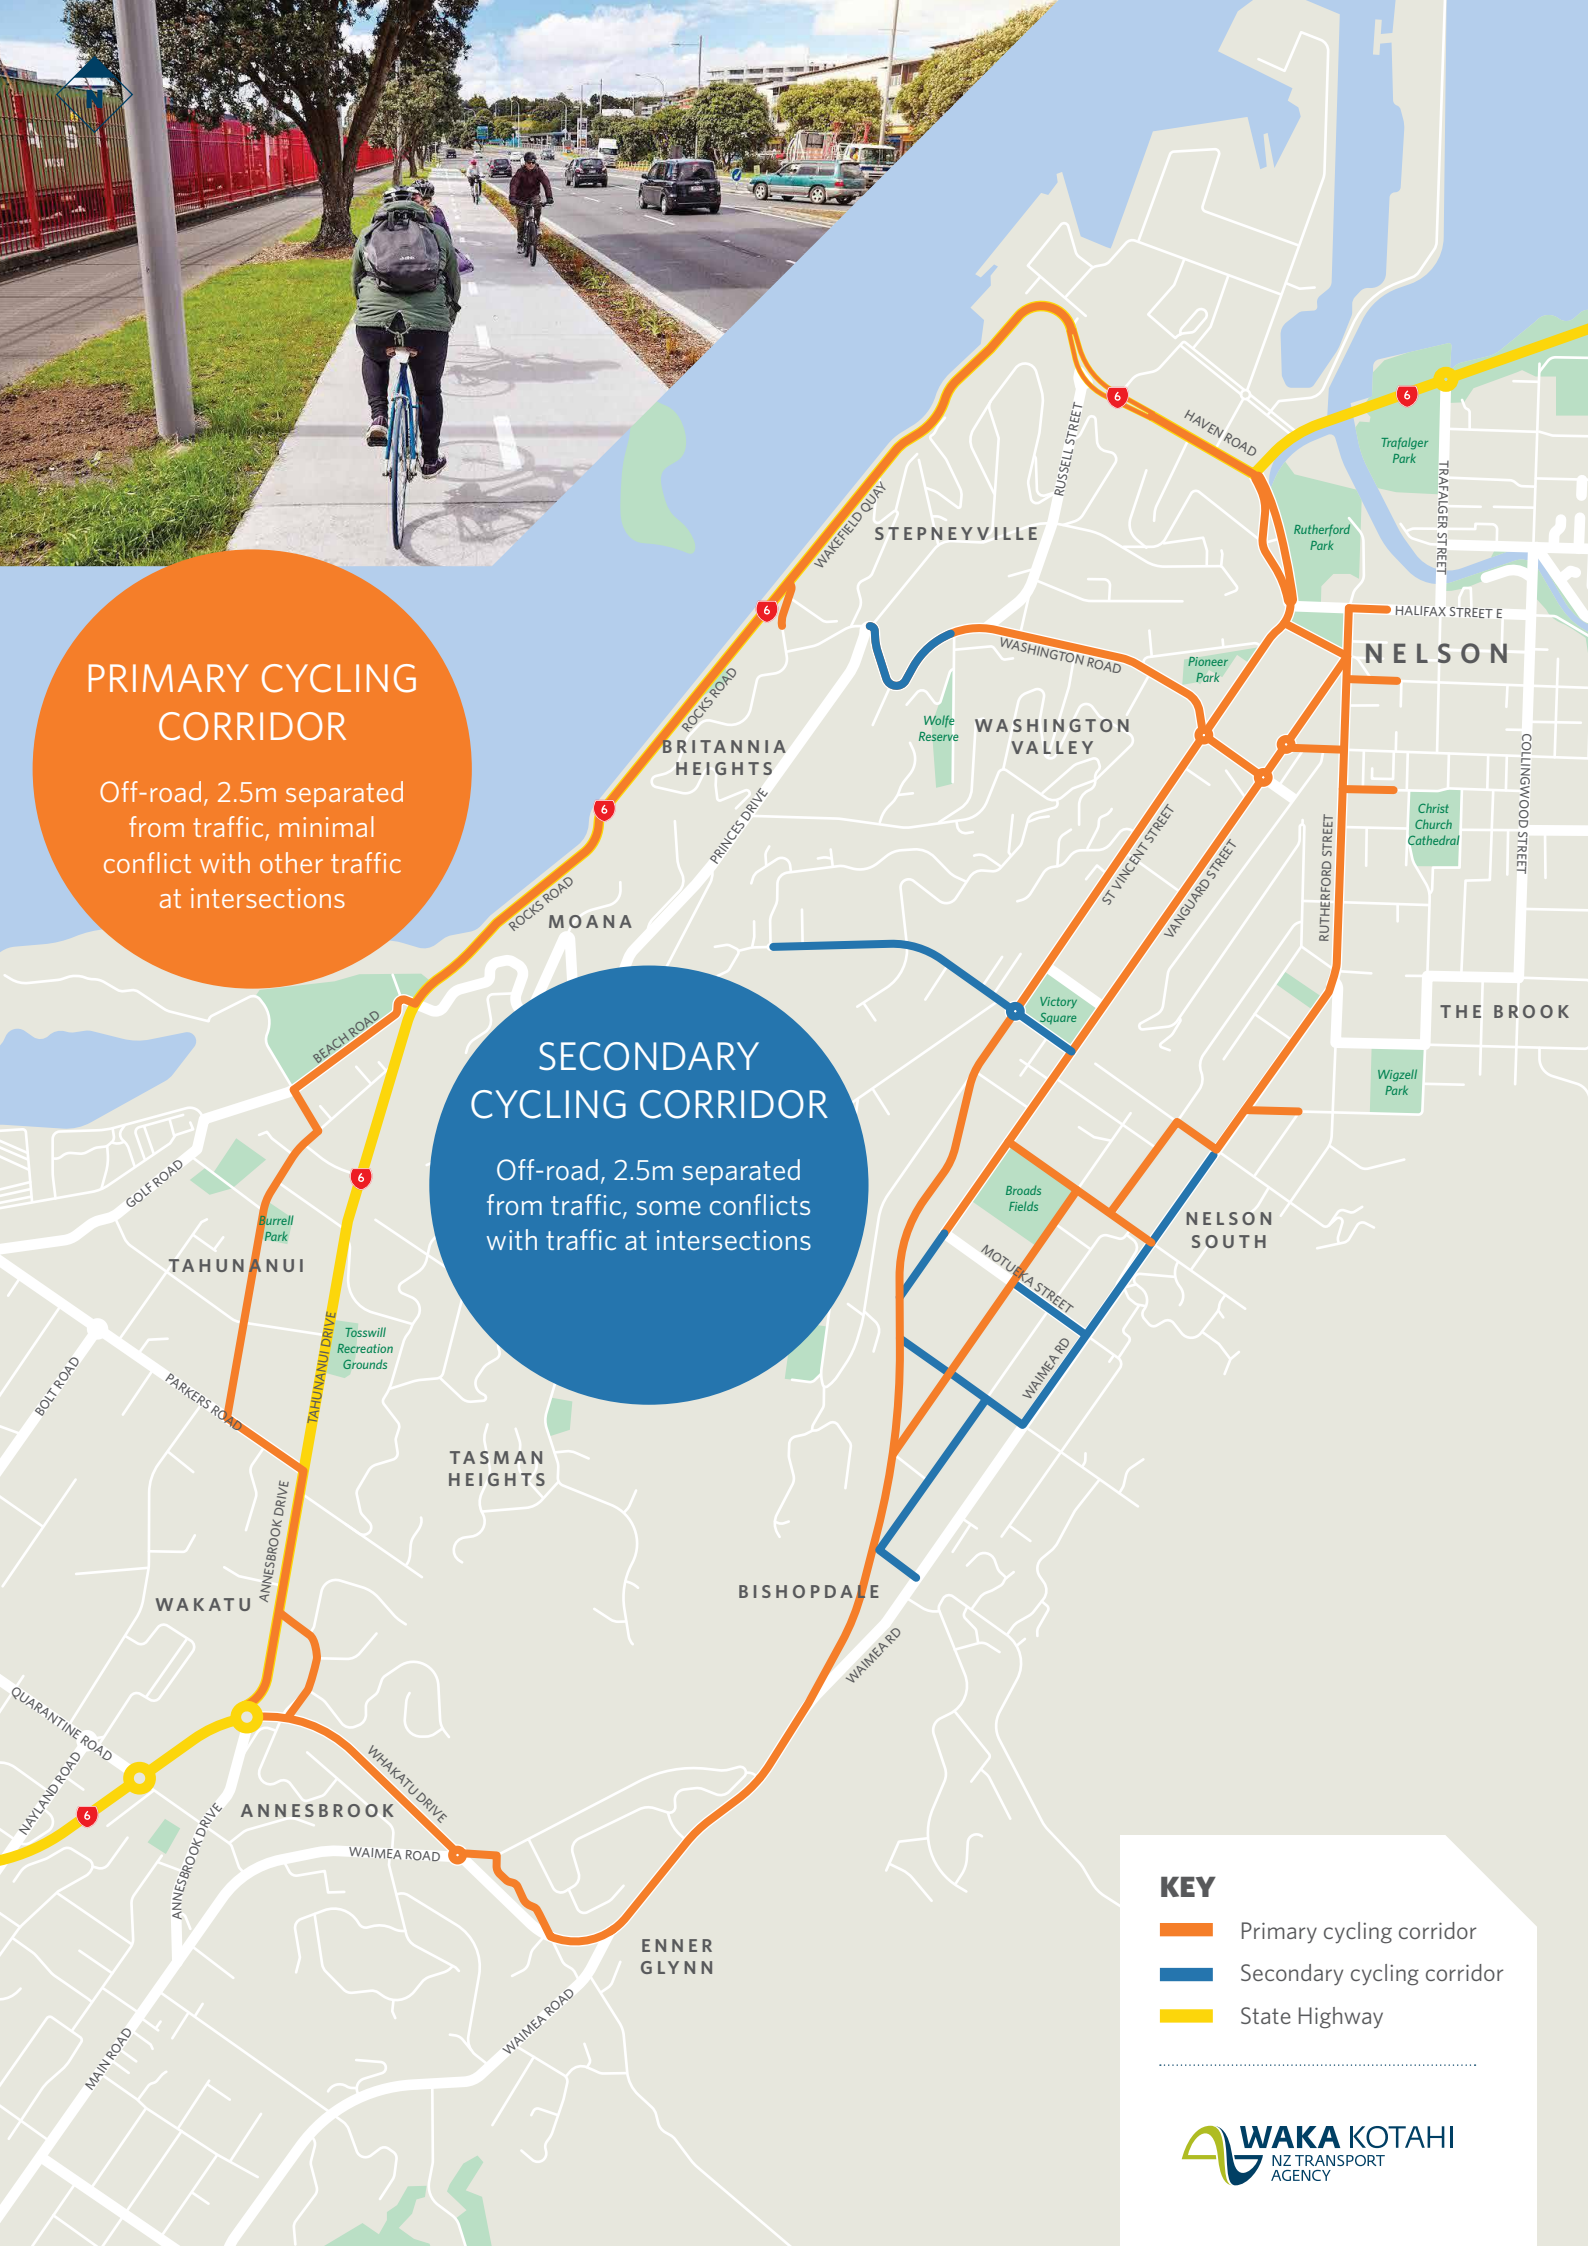 N
PRIMARY CYCLING
CORRIDOR
Off-road, 2.5m separated
from traffic, minimal
conflict with other traffic
at intersections
SECONDARY
CYCLING CORRIDOR
Off-road, 2.5m separated
from traffic, some conflicts
with traffic at intersections
6
HAVEN ROAD
6
Trafalger
Park
TRAFALGER STREET
RUSSELL STREET
WAKEFIELD QUAY
STEPNEYVILLE
Rutherford
Park
6
HALIFAX STREET E
NELSON
WASHINGTON ROAD
Pioneer
Park
ROCKS ROAD
Wolfe
Reserve
WASHINGTON
VALLEY
BRITANNIA
HEIGHTS
COLLINGWOOD STREET
6
PRINCES DRIVE
ST VINCENT STREET
VANGUARD STREET
RUTHERFORD STREET
Christ
Church
Cathedral
ROCKS ROAD
MOANA
Victory
Square
THE BROOK
BEACH ROAD
Wigzell
Park
GOLF ROAD
6
Broads
Fields
Burrell
Park
NELSON
SOUTH
TAHUNANUI
MOTUEKA STREET
TAHUNANUI DRIVE
Tosswill
Recreation
Grounds
WAIMEA RD
BOLT ROAD
PARKERS ROAD
TASMAN
HEIGHTS
ANNESBROOK DRIVE
BISHOPDALE
WAKATU
WAIMEA RD
QUARANTINE ROAD
NAYLAND ROAD
WHAKATU DRIVE
6
ANNESBROOK
ANNESBROOK DRIVE
WAIMEA ROAD
ENNER
GLYNN
WAIMEA ROAD
MAIN ROAD
KEY
Primary cycling corridor
Secondary cycling corridor
State Highway
WAKA KOTAHI
NZ TRANSPORT
AGENCY